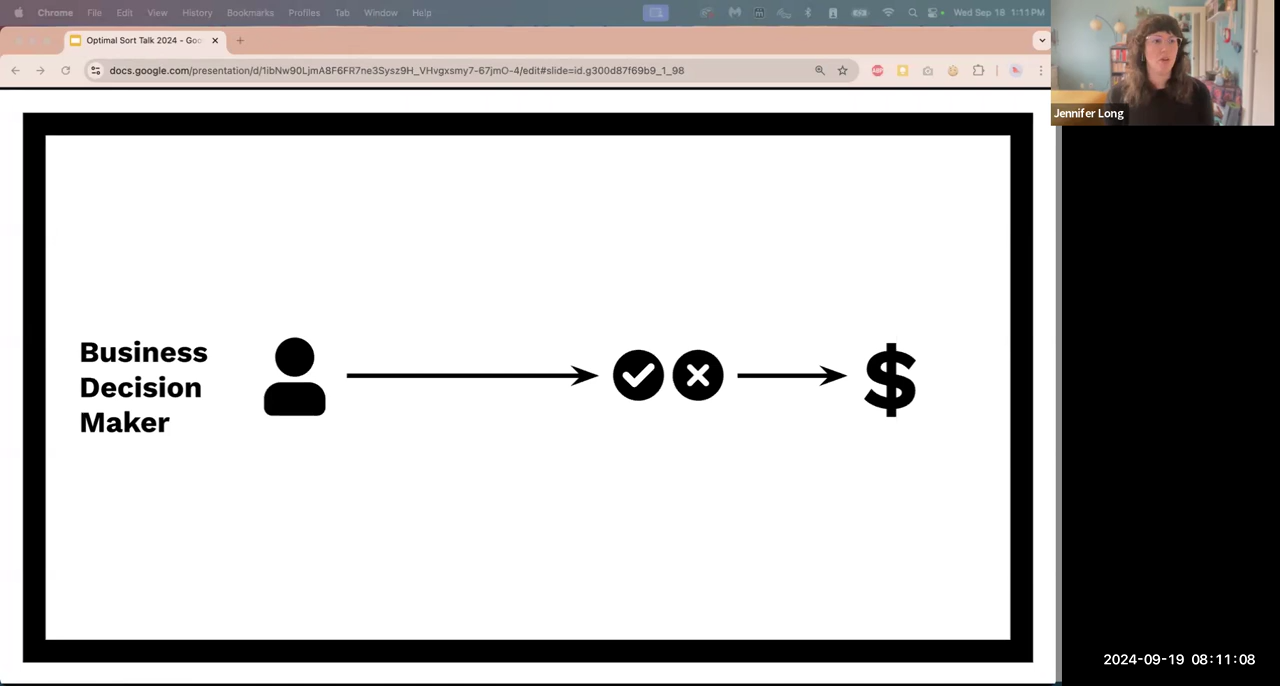 Chrome File Edit View History Bookmarks Profiles Tab Window Help Wed Sep 18 1:11 PM
Optimal Sort Talk 2024 - Goo
docs.google.com/presentation/d/1ibNw90LjmA8F6FR7ne3Sysz9H_VHvgxsmy7-67jmO-4/edit#slide=id.g300d87f69b9_1_98
ABP
Jennifer Long
Business
Decision
Maker
$
2024-09-19 08:11:08